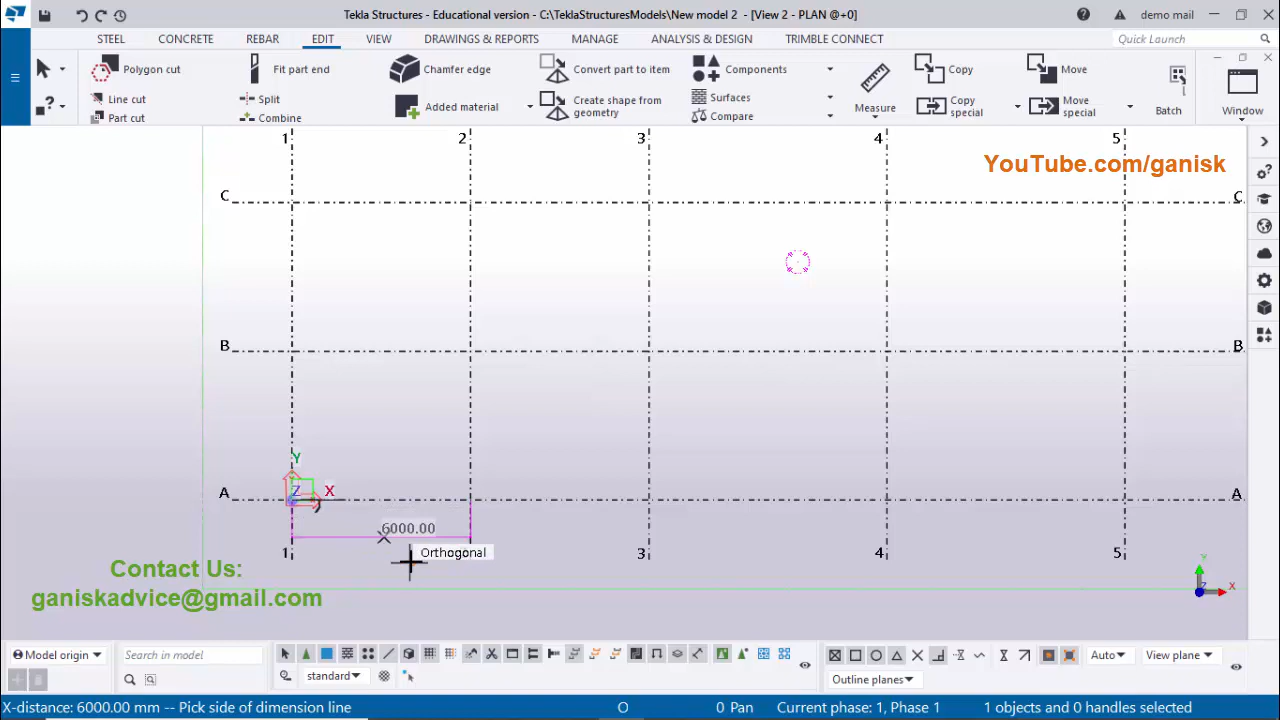 Tekla Structures - Educational version - C:\TeklaStructuresModels\New model 2 - [View 2 - PLAN @+0]
demo mail
STEEL CONCRETE REBAR EDIT VIEW DRAWINGS & REPORTS MANAGE ANALYSIS & DESIGN TRIMBLE CONNECT
Quick Launch
Polygon cut
Line cut
Part cut
Fit part end
Split
Combine
Chamfer edge
Added material
Convert part to item
Create shape from
geometry
Components
Surfaces
Compare
Measure
Copy
Copy
special
Move
Move
special
Batch
Window
1 2 3 4 5
YouTube.com/ganisk
C C
B B
Y
Z X
A A
6000.00
Orthogonal
1 3 4 5
Contact Us:
ganiskadvice@gmail.com
Y
Z X
Model origin
Search in model
standard
Auto
View plane
Outline planes
X-distance: 6000.00 mm -- Pick side of dimension line
O
0 Pan
Current phase: 1, Phase 1
1 objects and 0 handles selected